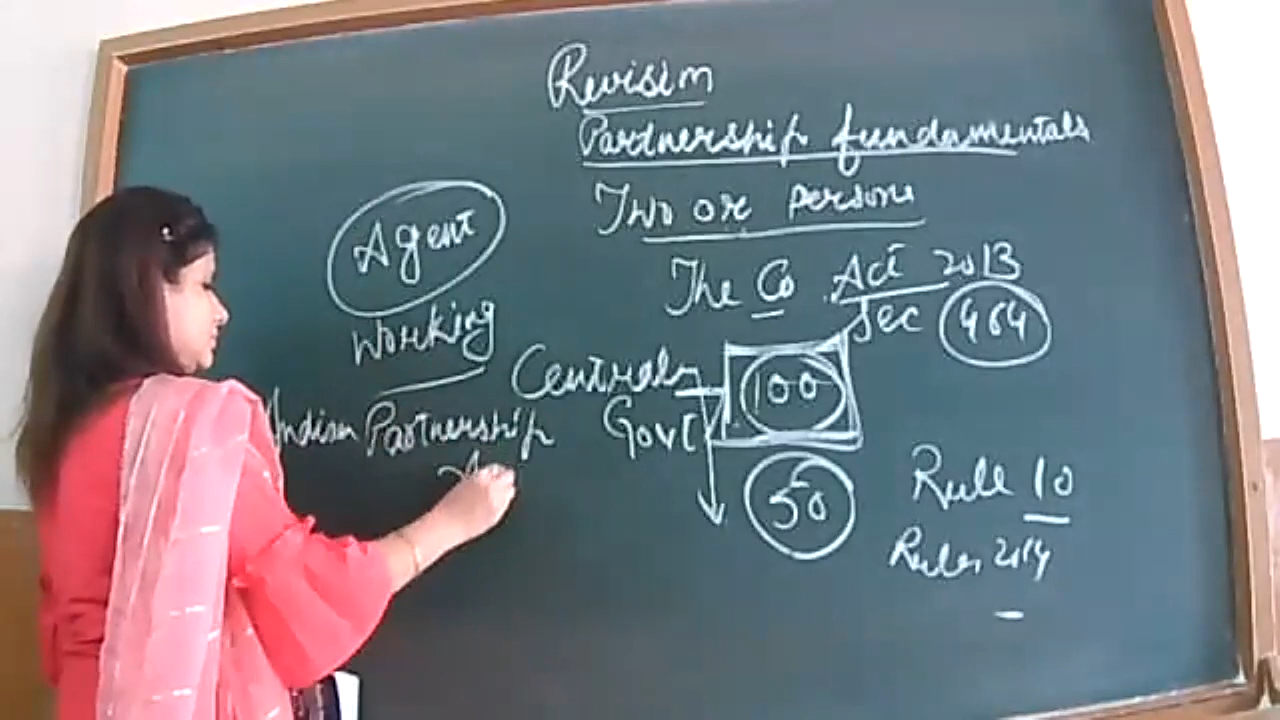 Revision
Partnership fundamentals
Two or persons
The Co Act 2013
Sec 464
Agent
Working
Central
Govt
100
50
Indian Partnership
A
Rule 10
Rules 2014